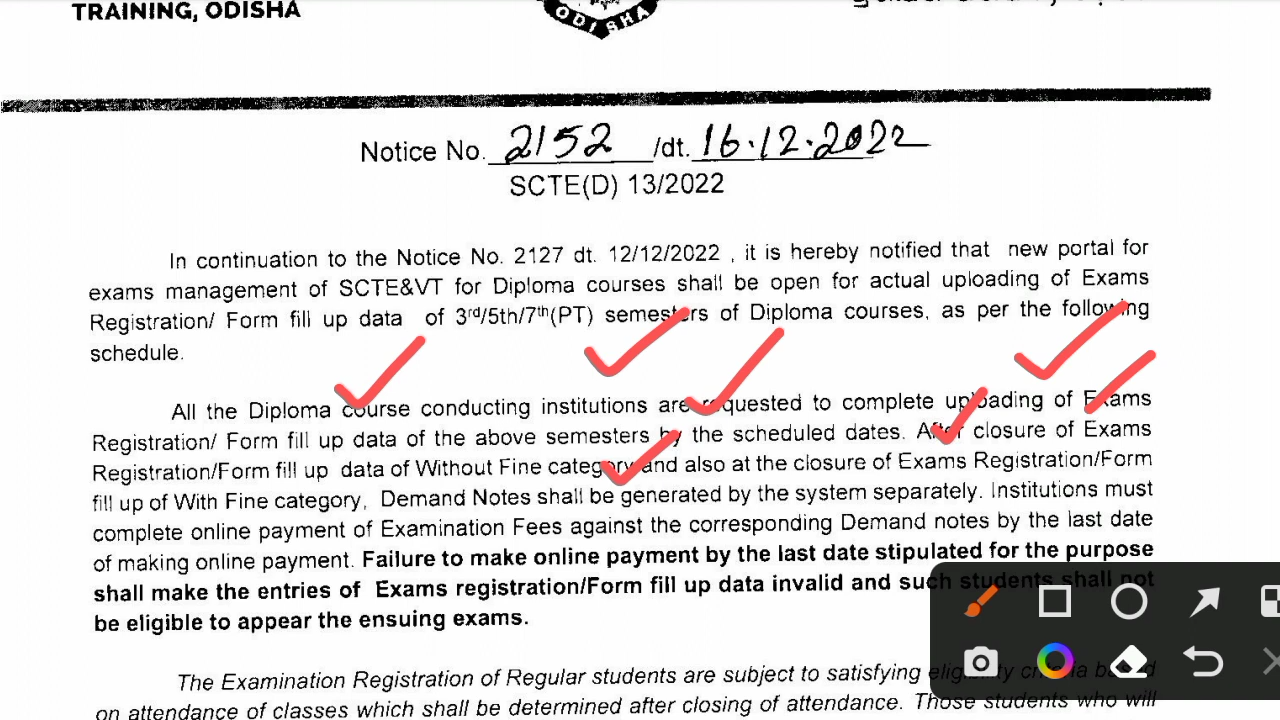 TRAINING, ODISHA
ODISHA
Notice No. 2152 /dt. 16.12.2022
SCTE(D) 13/2022
In continuation to the Notice No. 2127 dt. 12/12/2022 , it is hereby notified that new portal for
exams management of SCTE&VT for Diploma courses shall be open for actual uploading of Exams
Registration/ Form fill up data of 3rd/5th/7th(PT) semesters of Diploma courses, as per the following
schedule.
All the Diploma course conducting institutions are requested to complete uploading of Exams
Registration/ Form fill up data of the above semesters by the scheduled dates. After closure of Exams
Registration/Form fill up data of Without Fine category and also at the closure of Exams Registration/Form
fill up of With Fine category, Demand Notes shall be generated by the system separately. Institutions must
complete online payment of Examination Fees against the corresponding Demand notes by the last date
of making online payment. Failure to make online payment by the last date stipulated for the purpose
shall make the entries of Exams registration/Form fill up data invalid and such students shall not
be eligible to appear the ensuing exams.
The Examination Registration of Regular students are subject to satisfying eligibility criteria based
on attendance of classes which shall be determined after closing of attendance. Those students who will